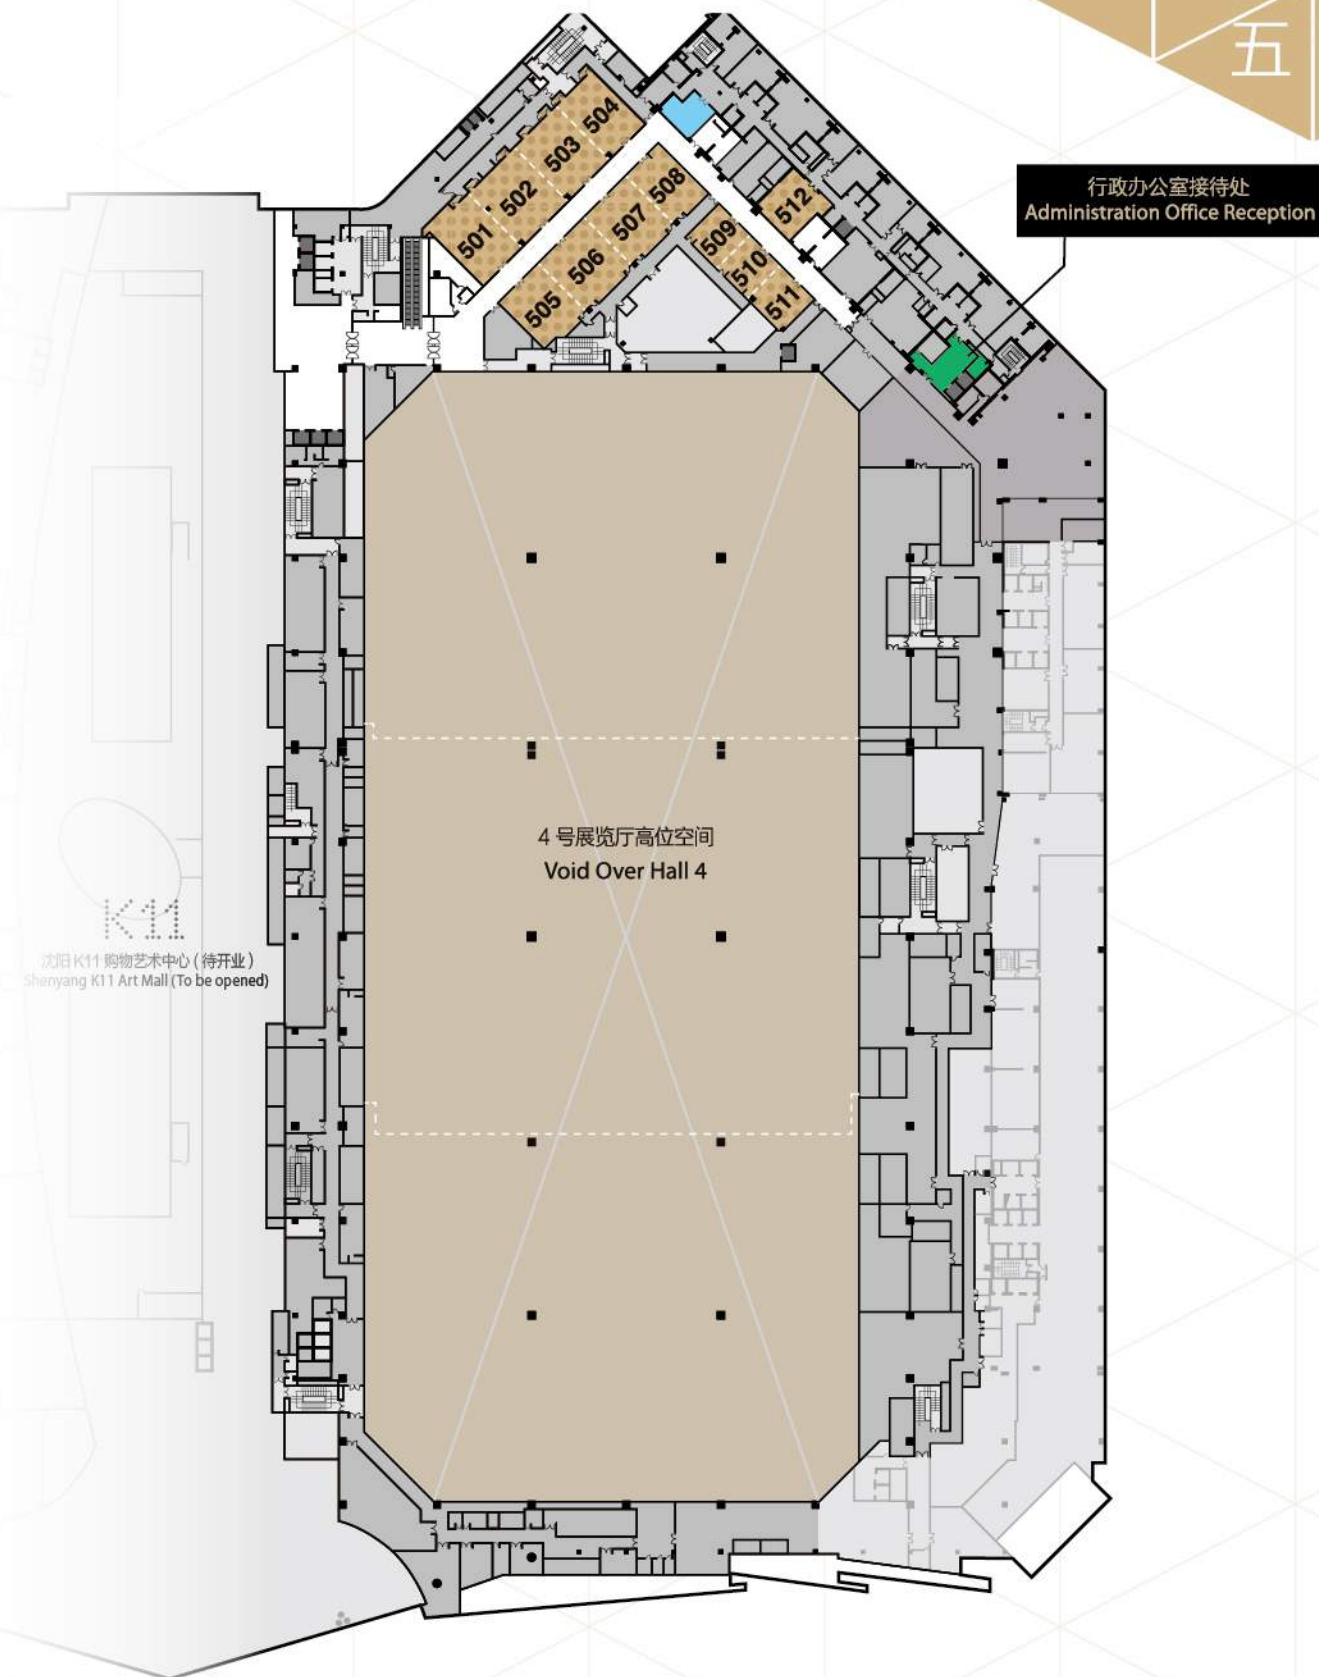 五
行政办公室接待处
Administration Office Reception
504
503
502
501
508
507
506
505
512
509
510
511
4 号展览厅高位空间
Void Over Hall 4
K11
沈阳 K11 购物艺术中心 ( 待开业 )
Shenyang K11 Art Mall (To be opened)